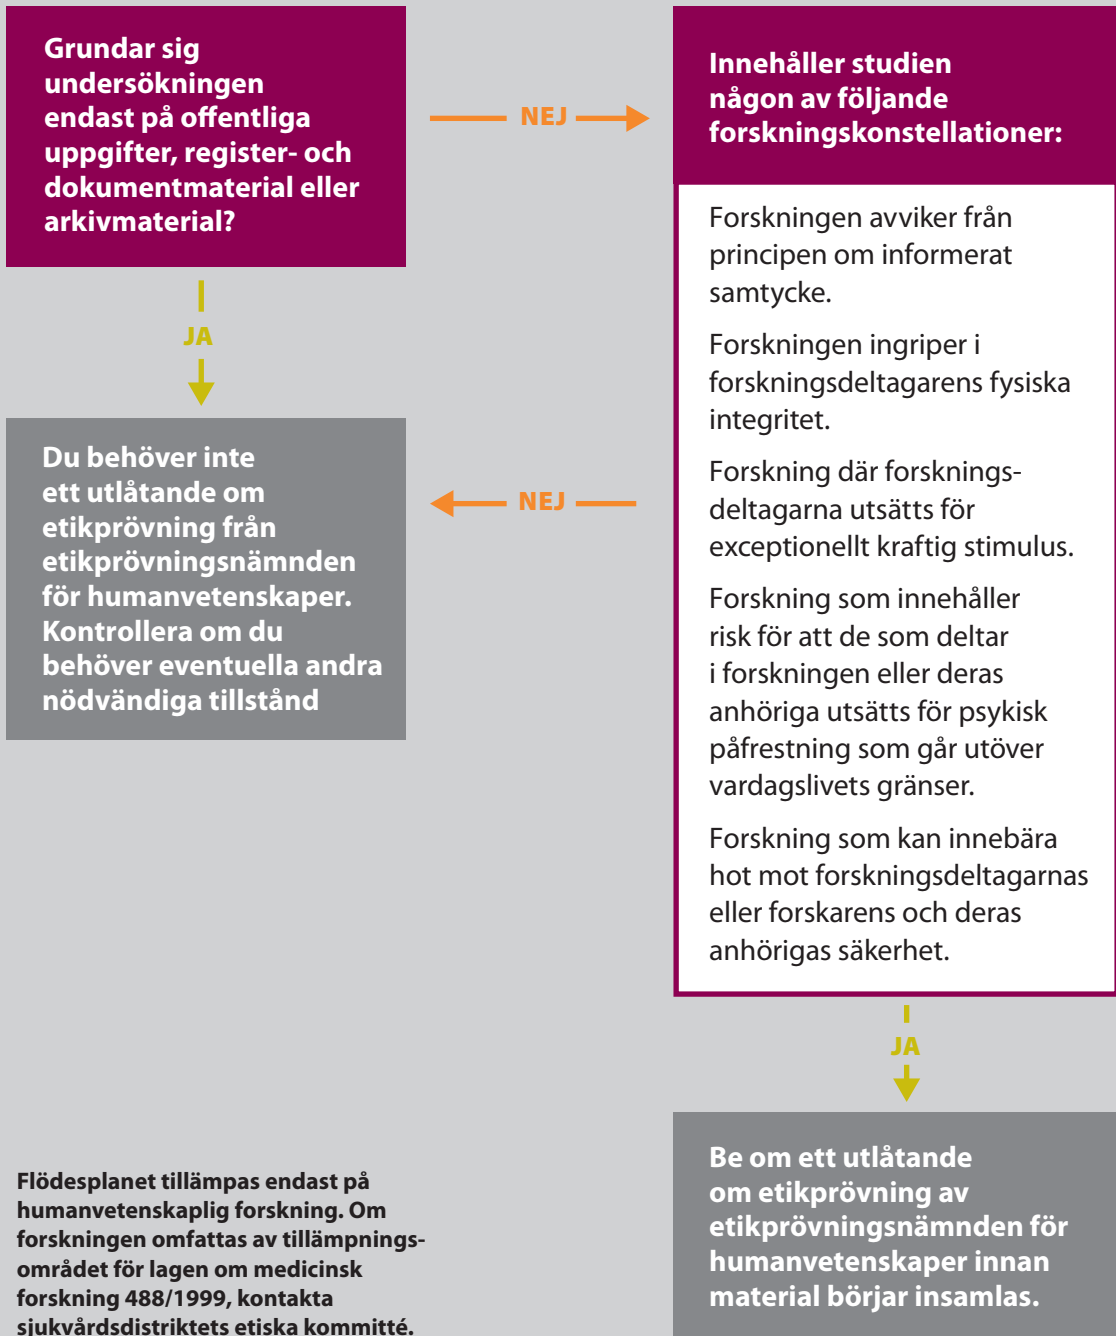 Grundar sig
undersökningen
endast på offentliga
uppgifter, register- och
dokumentmaterial eller
arkivmaterial?
NEJ
Innehåller studien
någon av följande
forskningskonstellationer:
Forskningen avviker från
principen om informerat
samtycke.
Forskningen ingriper i
forskningsdeltagarens fysiska
integritet.
Forskning där forsknings-
deltagarna utsätts för
exceptionellt kraftig stimulus.
Forskning som innehåller
risk för att de som deltar
i forskningen eller deras
anhöriga utsätts för psykisk
påfrestning som går utöver
vardagslivets gränser.
Forskning som kan innebära
hot mot forskningsdeltagarnas
eller forskarens och deras
anhörigas säkerhet.
JA
NEJ
Du behöver inte
ett utlåtande om
etikprövning från
etikprövningsnämnden
för humanvetenskaper.
Kontrollera om du
behöver eventuella andra
nödvändiga tillstånd
JA
Be om ett utlåtande
om etikprövning av
etikprövningsnämnden för
humanvetenskaper innan
material börjar insamlas.
Flödesplanet tillämpas endast på
humanvetenskaplig forskning. Om
forskningen omfattas av tillämpnings-
området för lagen om medicinsk
forskning 488/1999, kontakta
sjukvårdsdistriktets etiska kommitté.